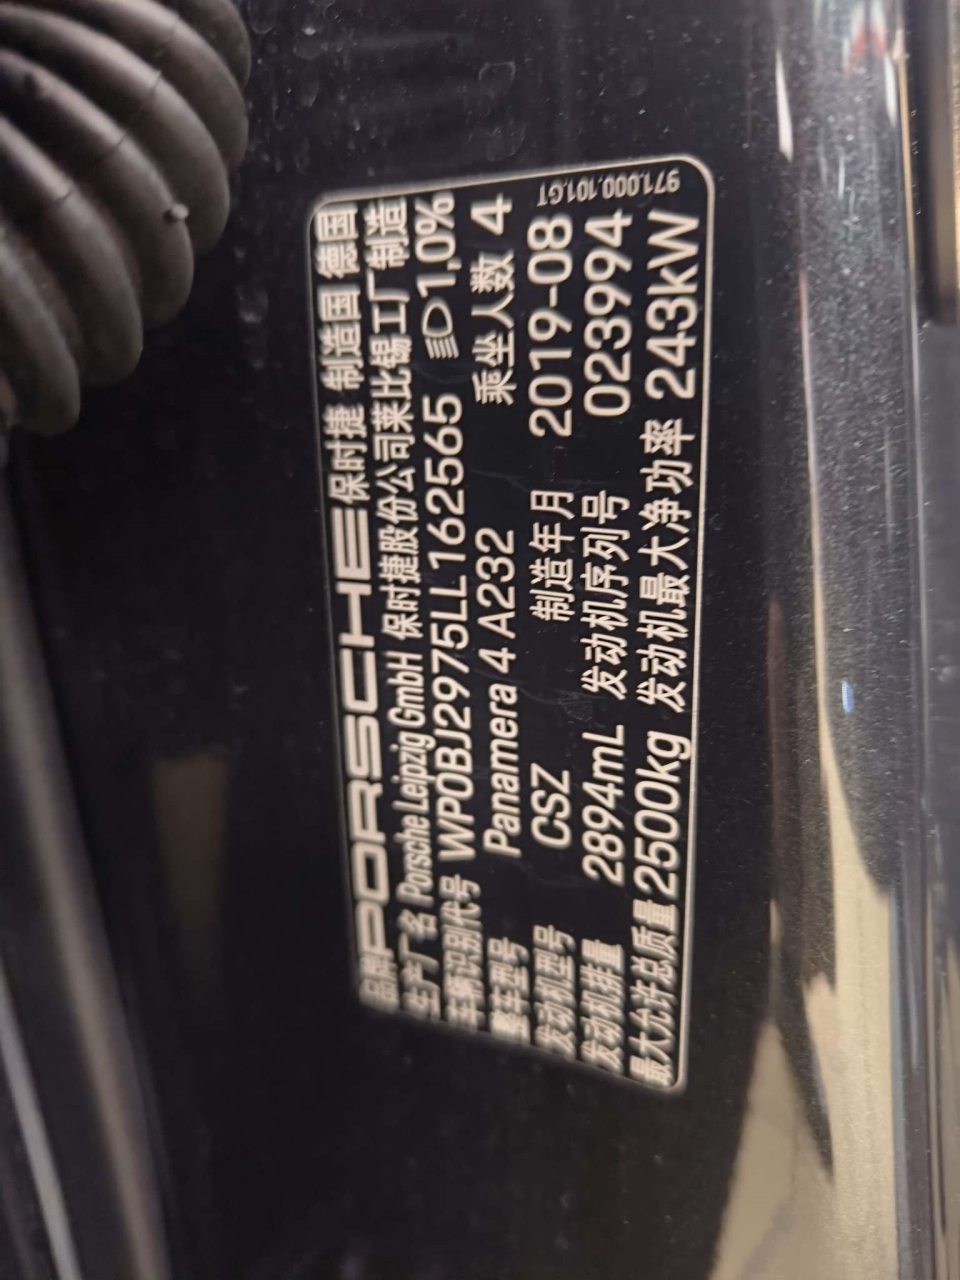 品牌 PORSCHE 保时捷 制造国 德国
生产厂名 Porsche Leipzig GmbH 保时捷股份公司莱比锡工厂制造
车辆识别代号 WP0BJ2975LL162565 1,0%
整车型号 Panamera 4 A232 乘坐人数 4
发动机型号 CSZ 制造年月 2019-08
发动机排量 2894mL 发动机序列号 023994
最大允许总质量 2500kg 发动机最大净功率 243kW
971.000.101.GT